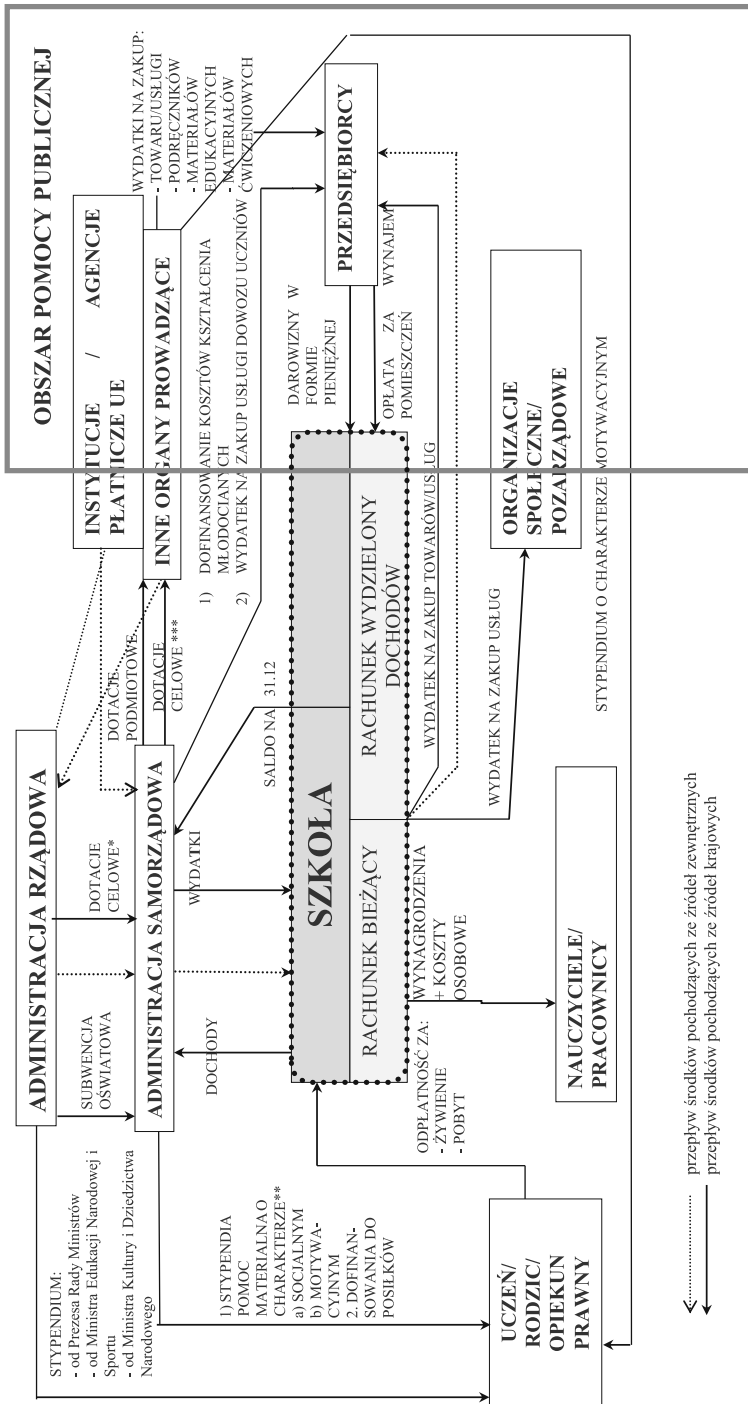 OBSZAR POMOCY PUBLICZNEJ
STYPENDIUM:
- od Prezesa Rady Ministrów
- od Ministra Edukacji Narodowej i
Sportu
- od Ministra Kultury i Dziedzictwa
Narodowego
ADMINISTRACJA RZĄDOWA
INSTYTUCJE / AGENCJE
PŁATNICZE UE
WYDATKI NA ZAKUP:
- TOWARU/USŁUGI
- PODRĘCZNIKÓW
- MATERIAŁÓW
EDUKACYJNYCH
- MATERIAŁÓW
ĆWICZENIOWYCH
SUBWENCJA
OŚWIATOWA
DOTACJE
CELOWE*
DOTACJE
PODMIOTOWE
DOTACJE
CELOWE ***
ADMINISTRACJA SAMORZĄDOWA
INNE ORGANY PROWADZĄCE
1) DOFINANSOWANIE KOSZTÓW KSZTAŁCENIA
MŁODOCIANYCH
2) WYDATEK NA ZAKUP USŁUGI DOWOZU UCZNIÓW
1) STYPENDIA
POMOC
MATERIALNA O
CHARAKTERZE**
a) SOCJALNYM
b) MOTYWA-
CYJNYM
2. DOFINAN-
SOWANIA DO
POSIŁKÓW
DOCHODY
WYDATKI
SALDO NA 31.12
SZKOŁA
RACHUNEK BIEŻĄCY
RACHUNEK WYDZIELONY
DOCHODÓW
DAROWIZNY W
FORMIE
PIENIĘŻNEJ
OPŁATA ZA WYNAJEM
POMIESZCZEŃ
PRZEDSIĘBIORCY
ODPŁATNOŚĆ ZA:
- ŻYWIENIE
- POBYT
WYNAGRODZENIA
+ KOSZTY
OSOBOWE
WYDATEK NA ZAKUP TOWARÓW/USŁUG
WYDATEK NA ZAKUP USŁUG
UCZEŃ/
RODZIC/
OPIEKUN
PRAWNY
NAUCZYCIELE/
PRACOWNICY
ORGANIZACJE
SPOŁECZNE/
POZARZĄDOWE
STYPENDIUM O CHARAKTERZE MOTYWACYJNYM
przepływ środków pochodzących ze źródeł zewnętrznych
przepływ środków pochodzących ze źródeł krajowych